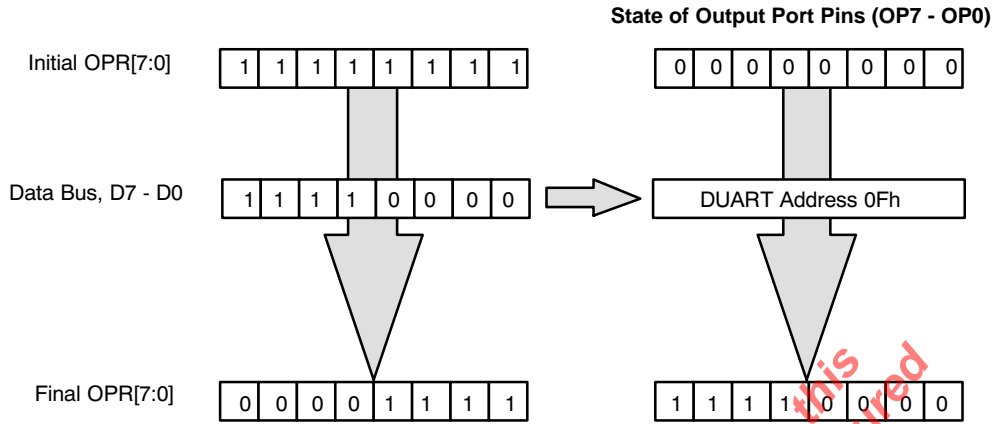 State of Output Port Pins (OP7 - OP0)
Initial OPR[7:0] 1 1 1 1 1 1 1 1 0 0 0 0 0 0 0 0
Data Bus, D7 - D0 1 1 1 1 0 0 0 0 DUART Address 0Fh
this
Final OPR[7:0] 0 0 0 0 1 1 1 1 1 1 1 1 0 0 0 0